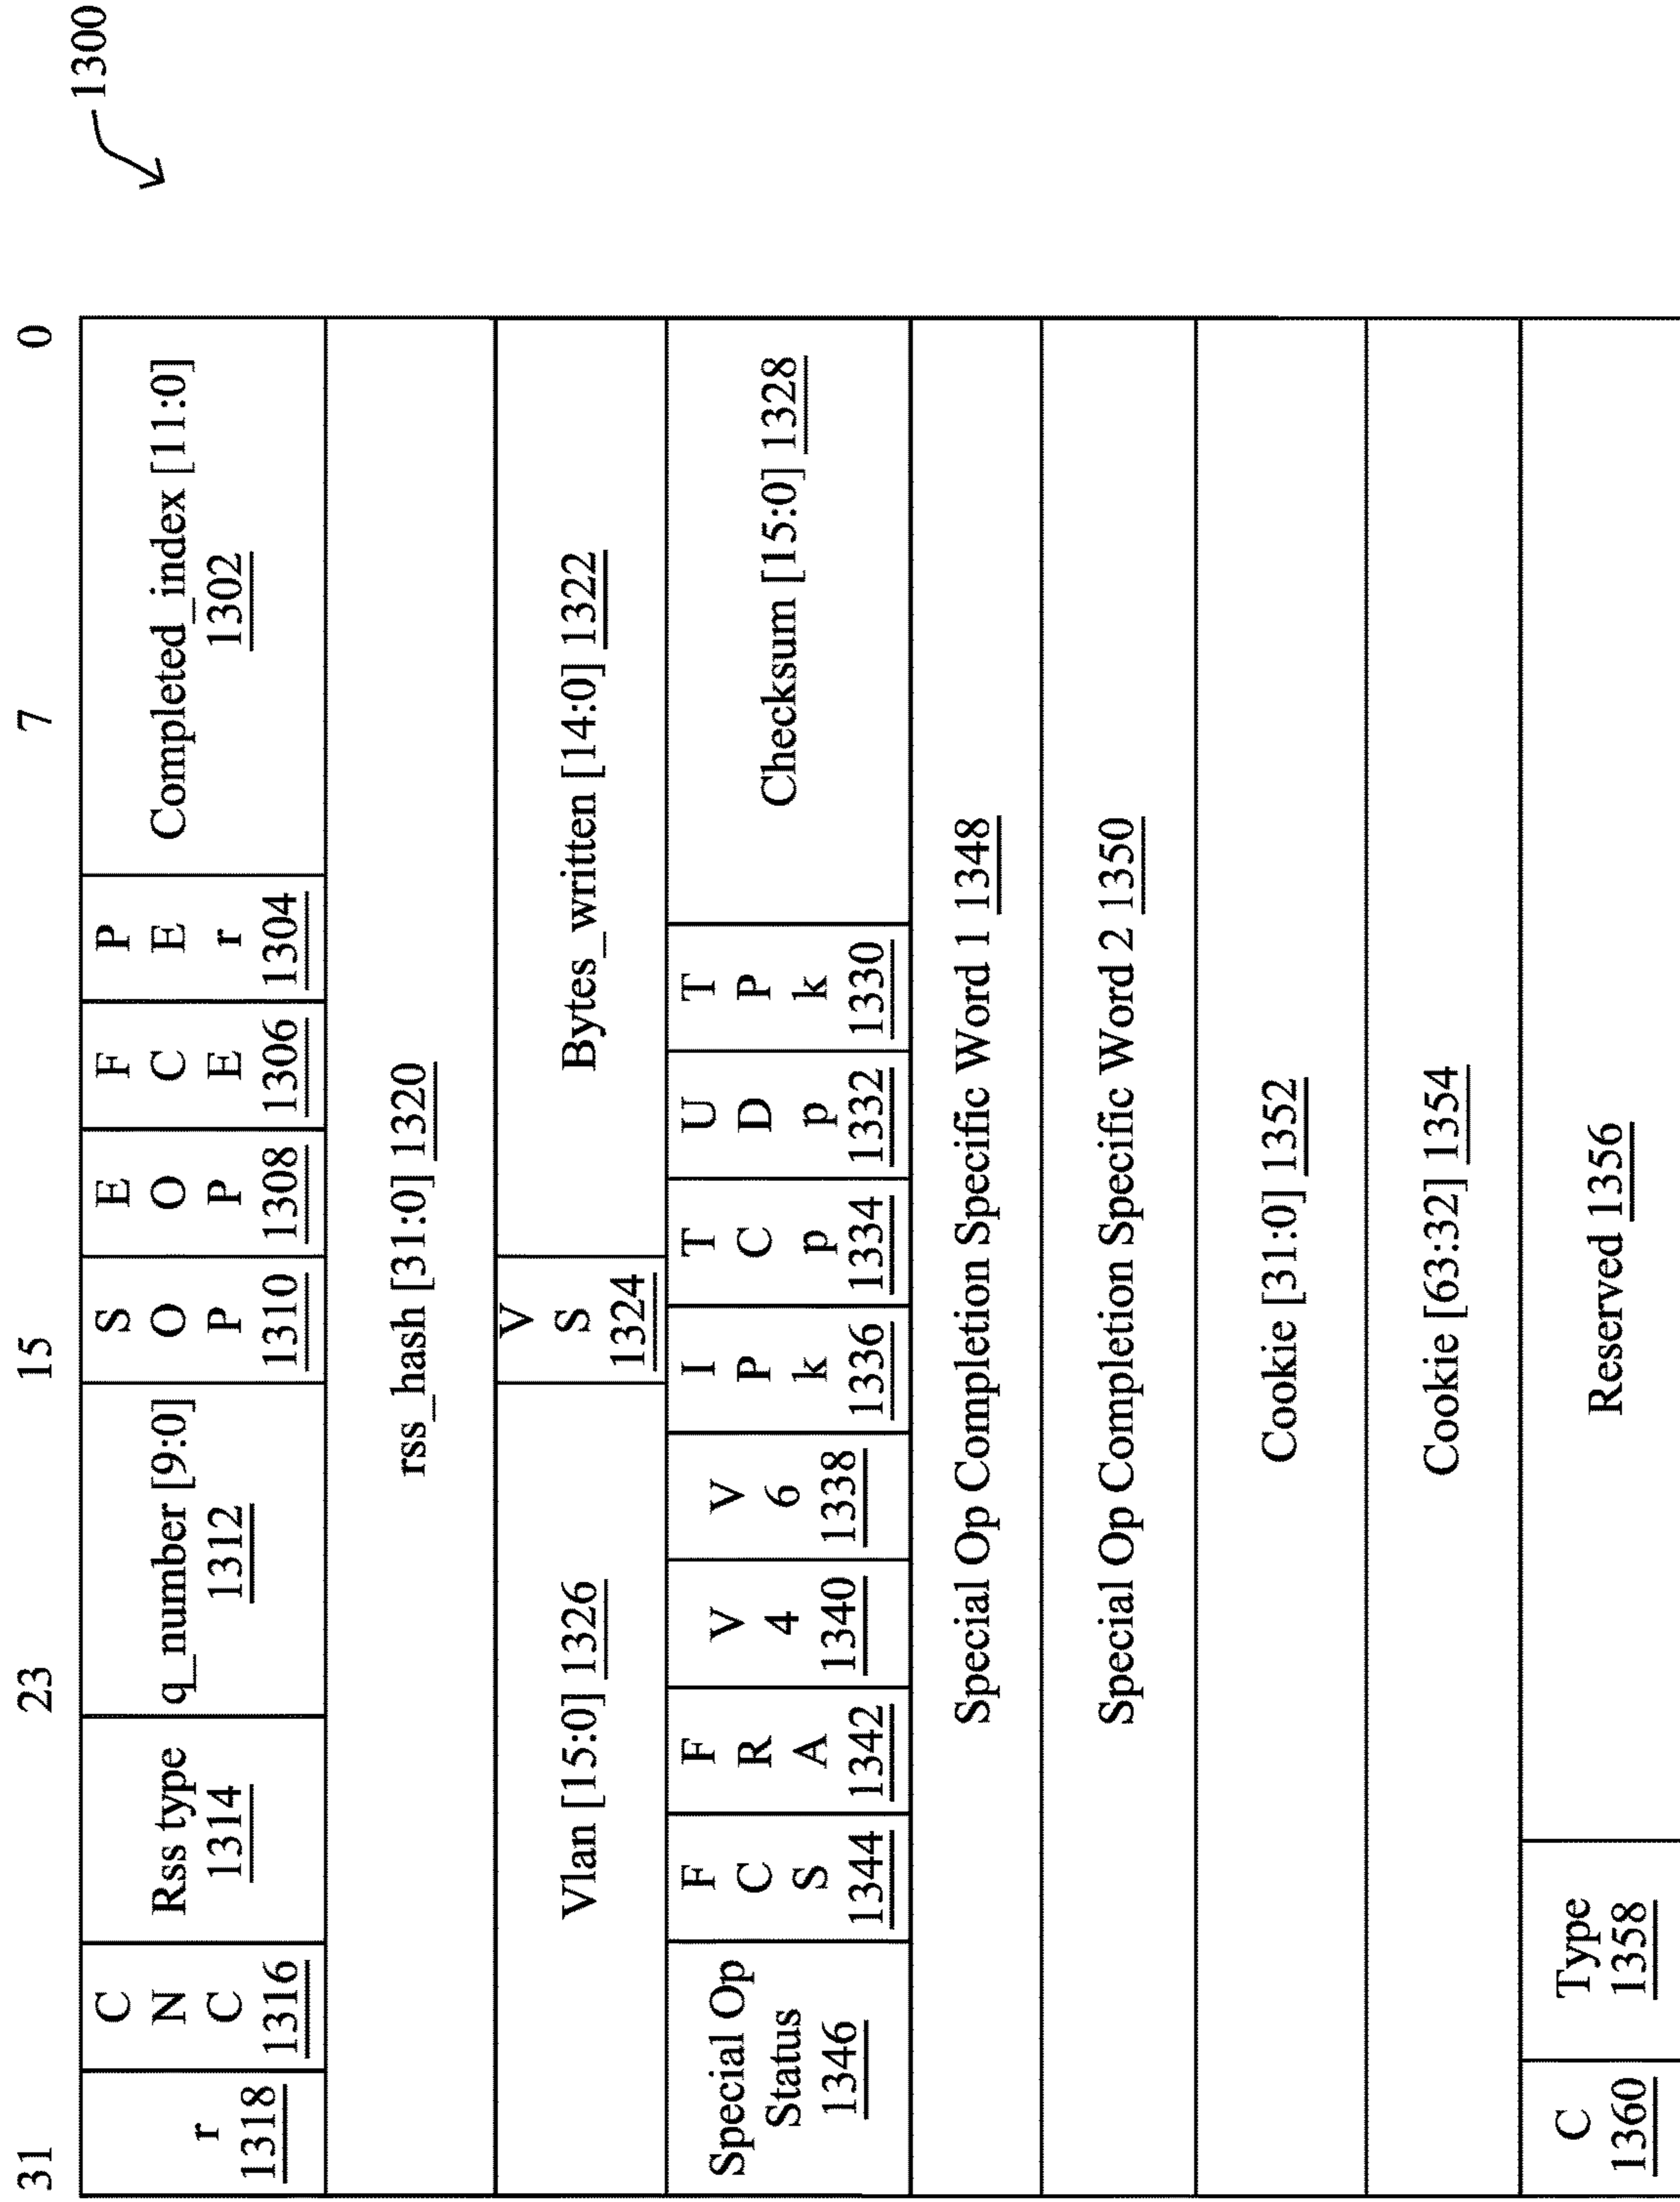 1300
31 23 15 7 0
r
1318
C
N
C
1316
Rss type
1314
q_number [9:0]
1312
S
O
P
1310
E
O
P
1308
F
C
E
1306
P
E
r
1304
Completed_index [11:0]
1302
rss_hash [31:0] 1320
Vlan [15:0] 1326
V
S
1324
Bytes_written [14:0] 1322
Special Op
Status
1346
F
C
S
1344
F
R
A
1342
V
4
1340
V
6
1338
I
P
k
1336
T
C
p
1334
U
D
p
1332
T
P
k
1330
Checksum [15:0] 1328
Special Op Completion Specific Word 1 1348
Special Op Completion Specific Word 2 1350
Cookie [31:0] 1352
Cookie [63:32] 1354
C
1360
Type
1358
Reserved 1356